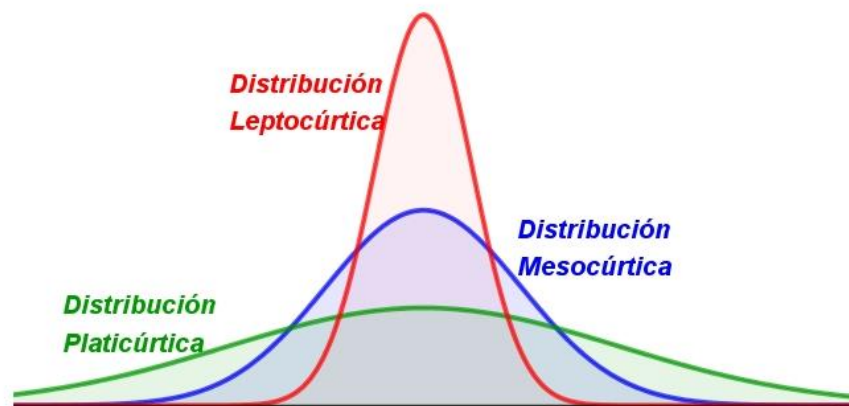 Distribución
Leptocúrtica
Distribución
Mesocúrtica
Distribución
Platicúrtica